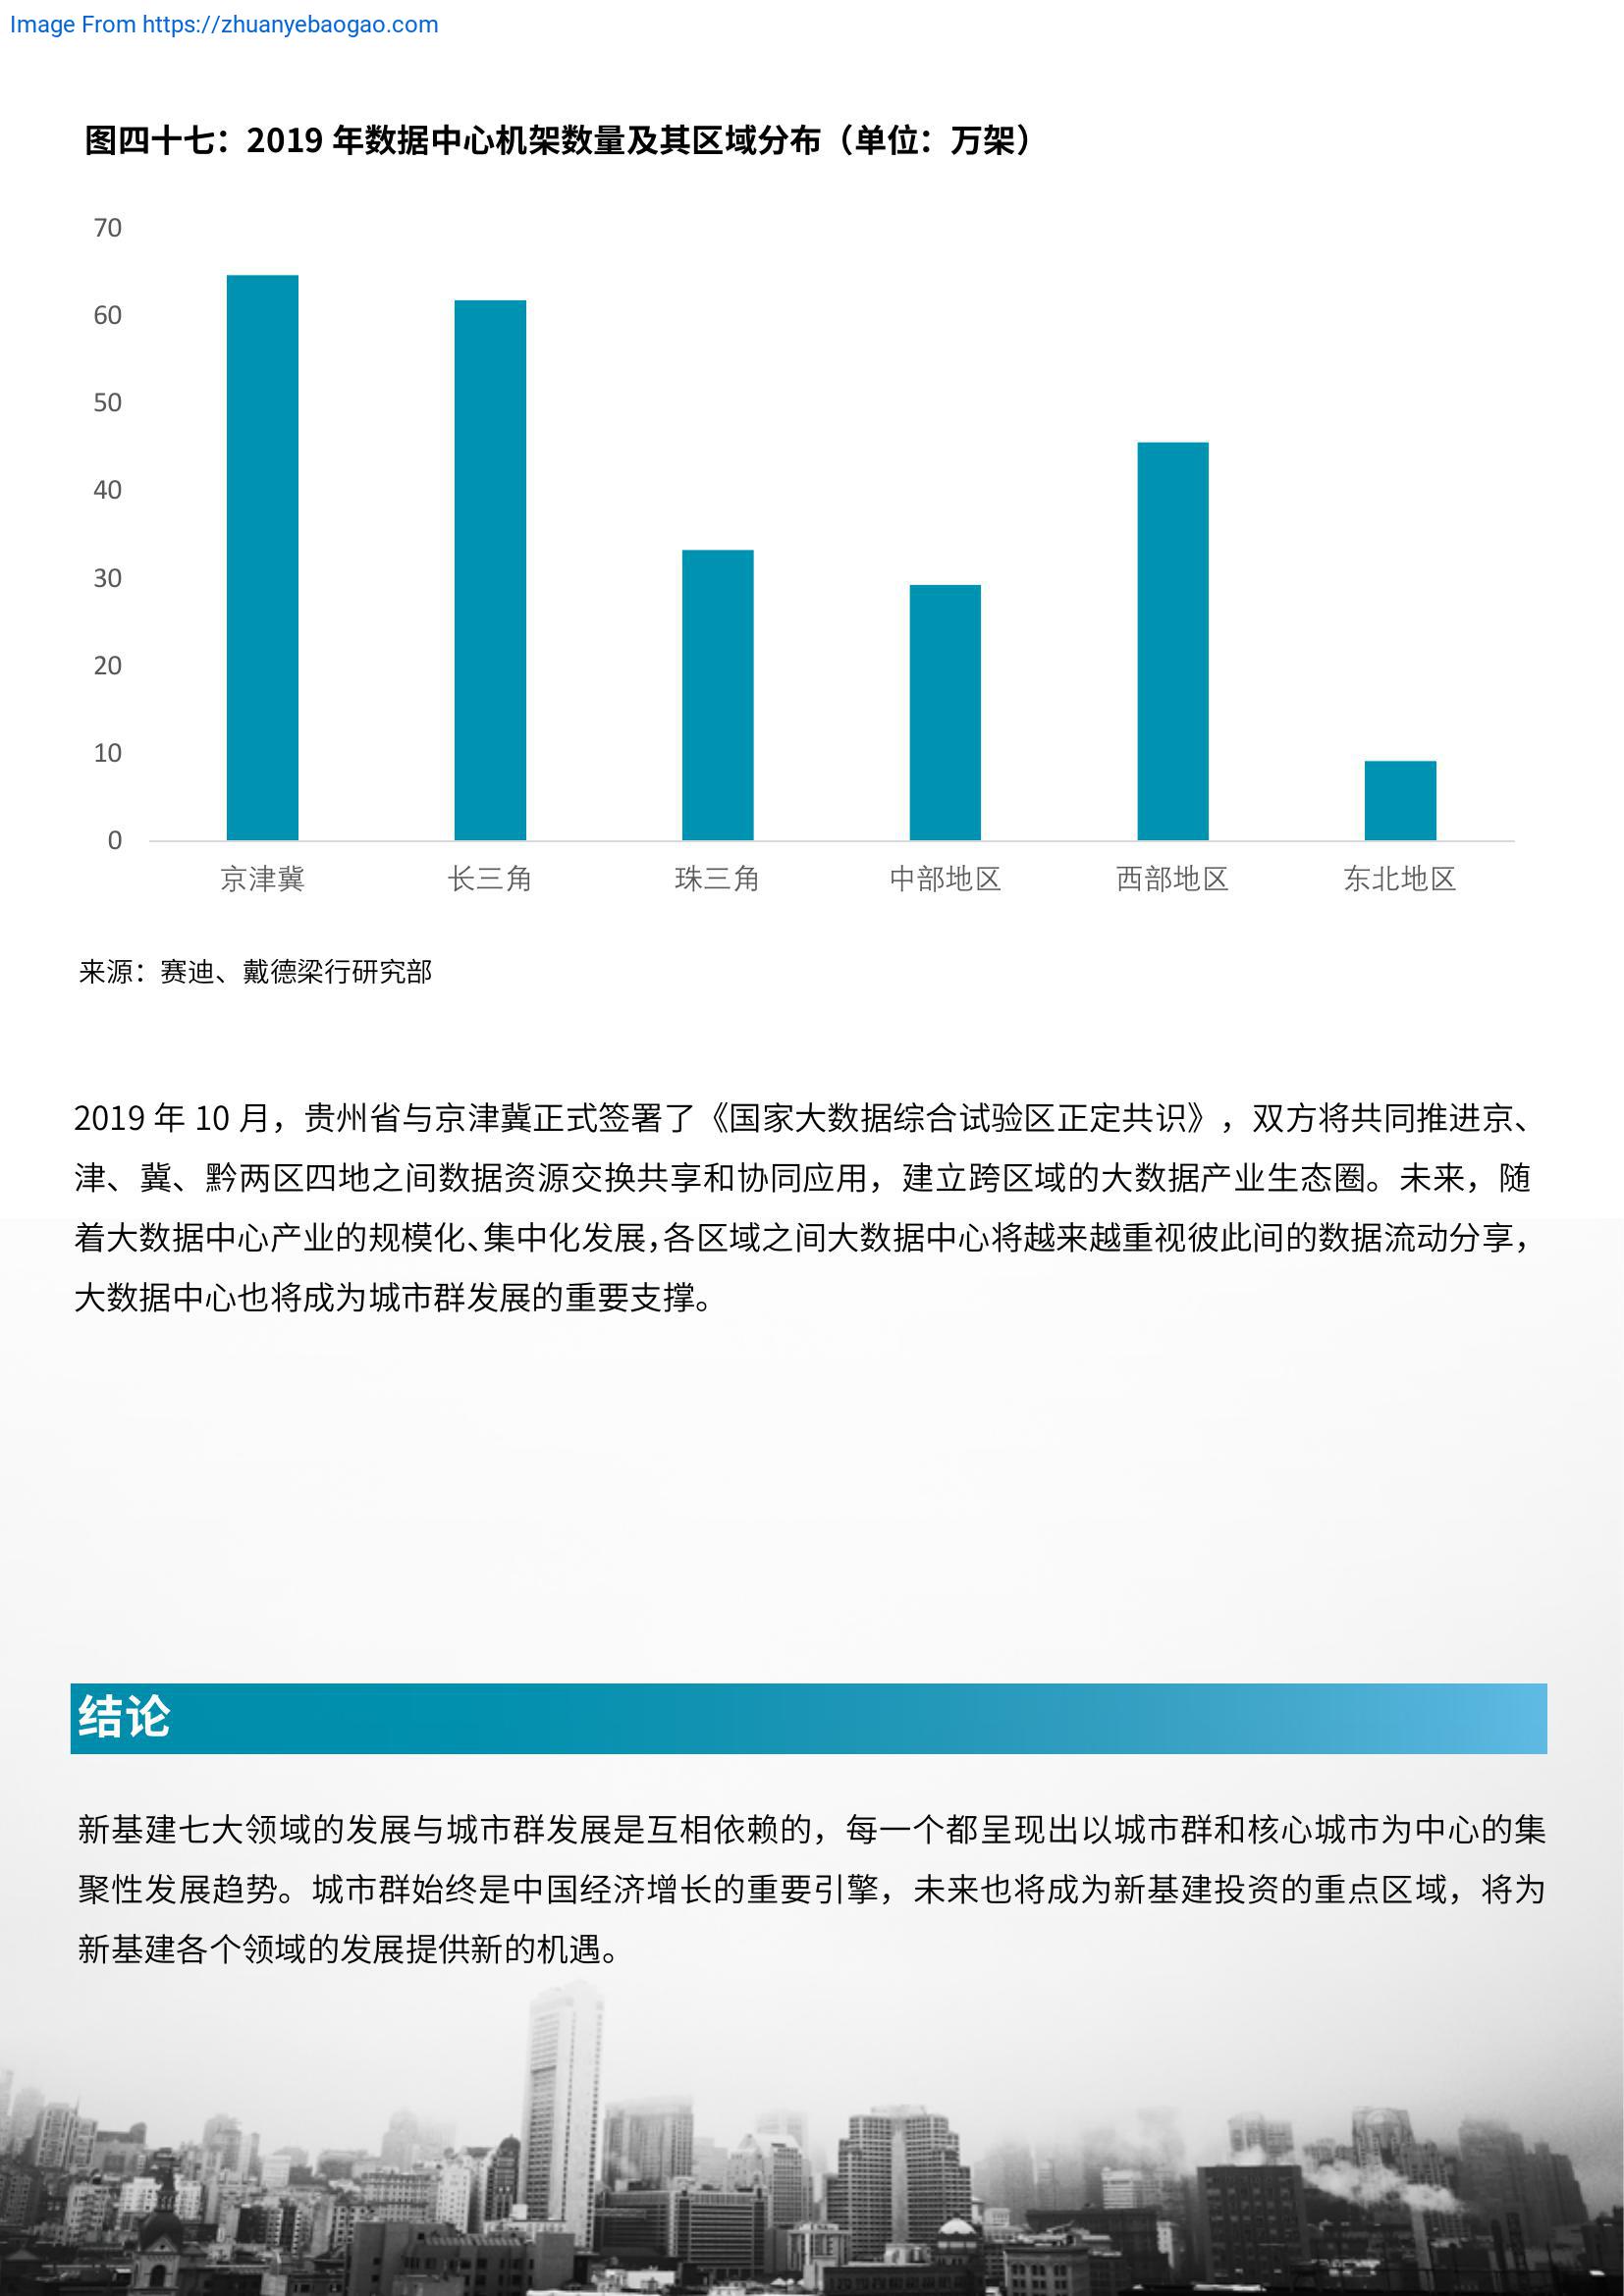 Image From https://zhuanyebaogao.com
图四十七：2019 年数据中心机架数量及其区域分布（单位：万架）
70
60
50
40
30
20
10
0
京津冀 长三角 珠三角 中部地区 西部地区 东北地区
来源：赛迪、戴德梁行研究部
2019 年 10 月，贵州省与京津冀正式签署了《国家大数据综合试验区正定共识》，双方将共同推进京、
津、冀、黔两区四地之间数据资源交换共享和协同应用，建立跨区域的大数据产业生态圈。未来，随
着大数据中心产业的规模化、集中化发展，各区域之间大数据中心将越来越重视彼此间的数据流动分享，
大数据中心也将成为城市群发展的重要支撑。
结论
新基建七大领域的发展与城市群发展是互相依赖的，每一个都呈现出以城市群和核心城市为中心的集
聚性发展趋势。城市群始终是中国经济增长的重要引擎，未来也将成为新基建投资的重点区域，将为
新基建各个领域的发展提供新的机遇。